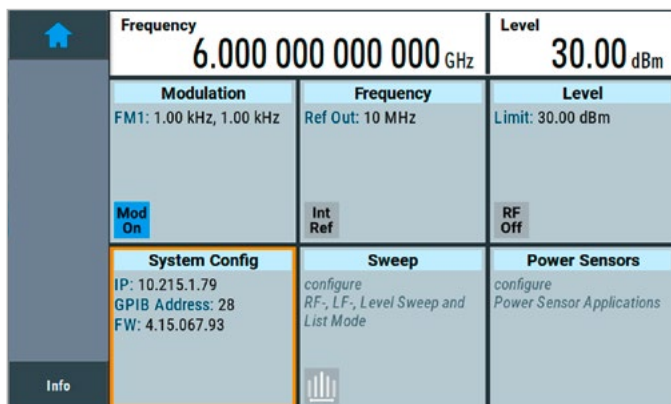 Frequency
6.000 000 000 000 GHz
Level
30.00 dBm
Modulation
FM1: 1.00 kHz, 1.00 kHz
Mod
On
Frequency
Ref Out: 10 MHz
Int
Ref
Level
Limit: 30.00 dBm
RF
Off
System Config
IP: 10.215.1.79
GPIB Address: 28
FW: 4.15.067.93
Sweep
configure
RF-, LF-, Level Sweep and
List Mode
Power Sensors
configure
Power Sensor Applications
Info